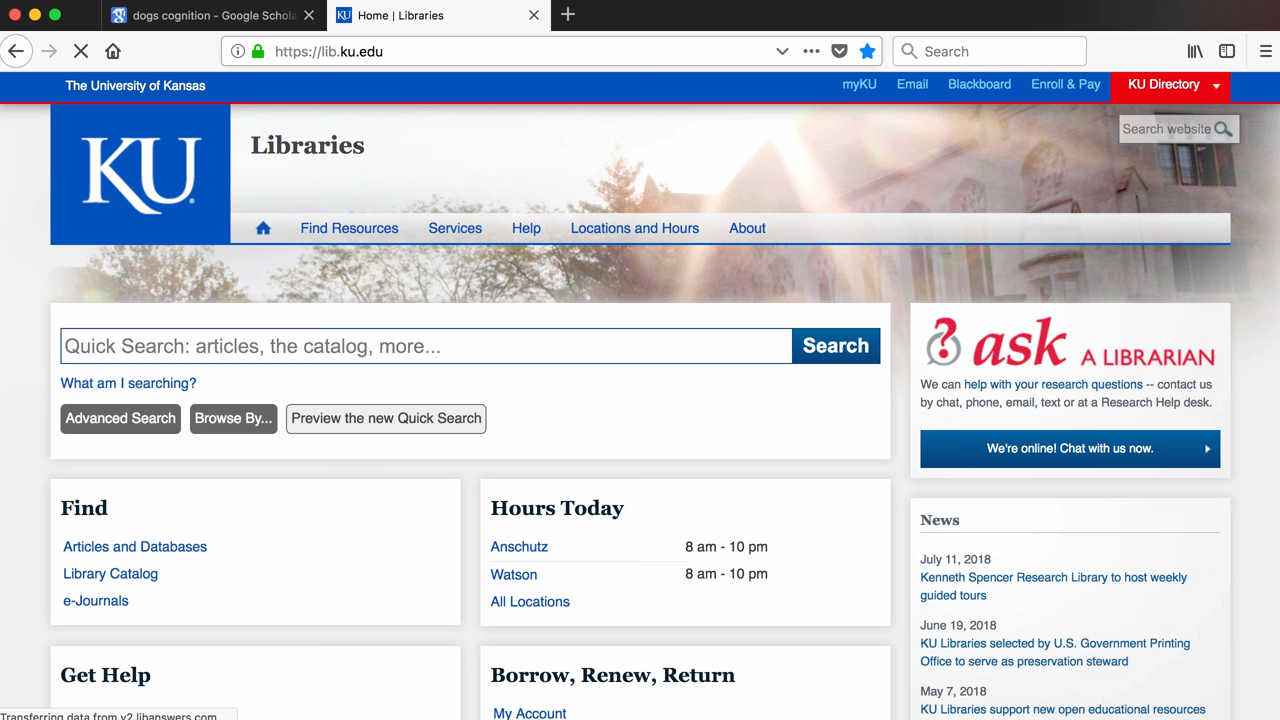 dogs cognition - Google Schola
Home | Libraries
https://lib.ku.edu
Search
The University of Kansas
myKU
Email
Blackboard
Enroll & Pay
KU Directory
KU
Libraries
Search website
Find Resources
Services
Help
Locations and Hours
About
Quick Search: articles, the catalog, more...
Search
What am I searching?
Advanced Search
Browse By...
Preview the new Quick Search
? ask A LIBRARIAN
We can help with your research questions -- contact us
by chat, phone, email, text or at a Research Help desk.
We're online! Chat with us now.
Find
Articles and Databases
Library Catalog
e-Journals
Hours Today
Anschutz 8 am - 10 pm
Watson 8 am - 10 pm
All Locations
News
July 11, 2018
Kenneth Spencer Research Library to host weekly
guided tours
June 19, 2018
KU Libraries selected by U.S. Government Printing
Office to serve as preservation steward
May 7, 2018
KU Libraries support new open educational resources
Get Help
Borrow, Renew, Return
My Account
Transferring data from v2.libanswers.com